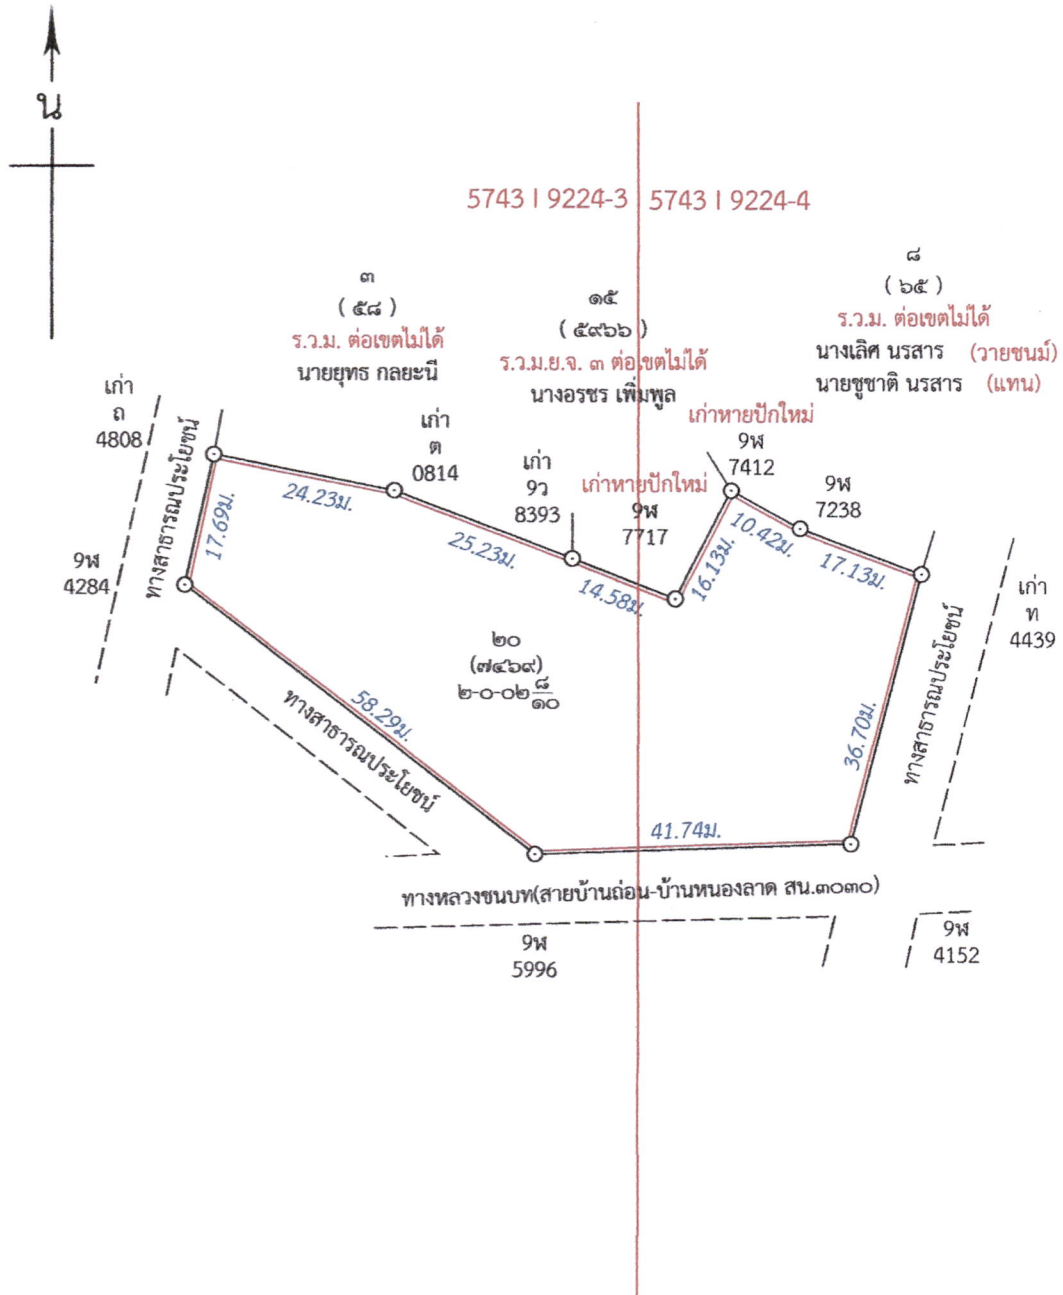 น
5743 I 9224-3
5743 I 9224-4
๓
( ๕๘ )
ร.ว.ม. ต่อเขตไม่ได้
นายยุทธ กลยะนี
๑๕
( ๕๙๖๖ )
ร.ว.ม.ย.จ. ๓ ต่อเขตไม่ได้
นางอรชร เพิ่มพูล
๘
( ๖๕ )
ร.ว.ม. ต่อเขตไม่ได้
นางเลิศ นรสาร (วายชนม์)
นายชูชาติ นรสาร (แทน)
เก่า
ถ
4808
ทางสาธารณประโยชน์
เก่า
ต
0814
เก่า
9ว
8393
เก่าหายปักใหม่
9ฬ
7717
เก่าหายปักใหม่
9ฬ
7412
9ฬ
7238
24.23ม.
25.23ม.
14.58ม.
16.13ม.
10.42ม.
17.13ม.
17.69ม.
9ฬ
4284
เก่า
ท
4439
ทางสาธารณประโยชน์
36.70ม.
๒๐
(๗๔๖๙)
๒-๐-๐๒ ๘/๑๐
58.29ม.
ทางสาธารณประโยชน์
41.74ม.
ทางหลวงชนบท(สายบ้านถ่อน-บ้านหนองลาด สน.๓๐๓๐)
9ฬ
5996
9ฬ
4152